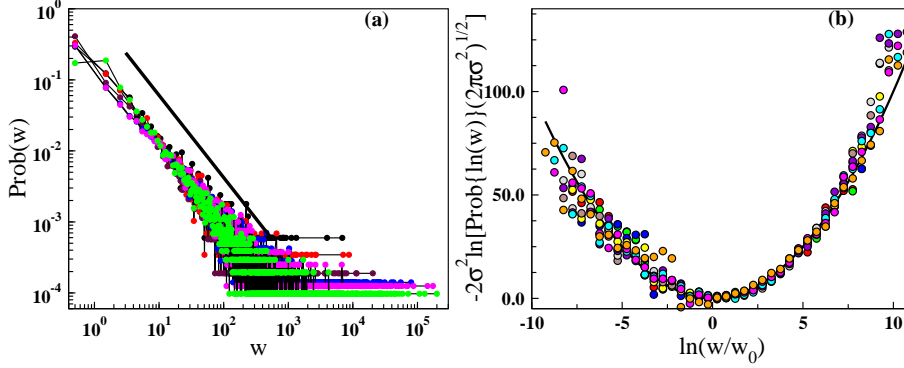 (a)
10^0
10^-1
10^-2
10^-3
10^-4
Prob(w)
10^0 10^1 10^2 10^3 10^4 10^5
w
(b)
100.0
50.0
0.0
-2σ^2ln[Prob{ln(w)}(2πσ^2)^1/2]
-10 -5 0 5 10
ln(w/w_0)